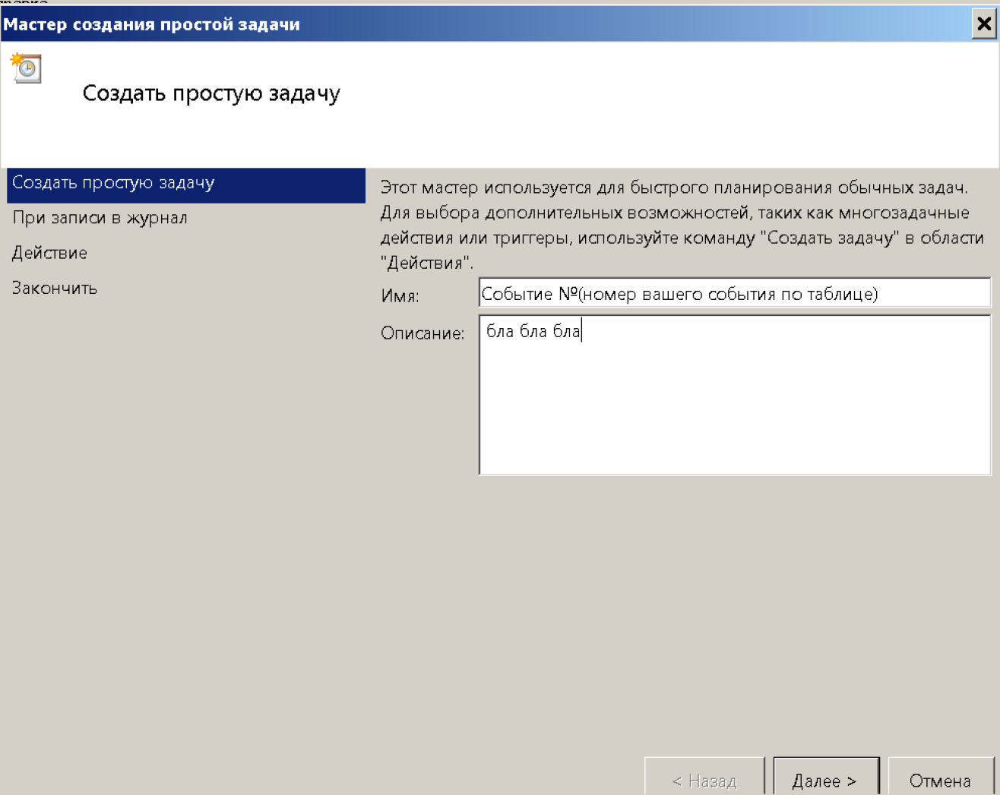 Мастер создания простой задачи
Создать простую задачу
Создать простую задачу
При записи в журнал
Действие
Закончить
Этот мастер используется для быстрого планирования обычных задач.
Для выбора дополнительных возможностей, таких как многозадачные
действия или триггеры, используйте команду "Создать задачу" в области
"Действия".
Имя:
Событие №(номер вашего события по таблице)
Описание:
бла бла бла
< Назад
Далее >
Отмена